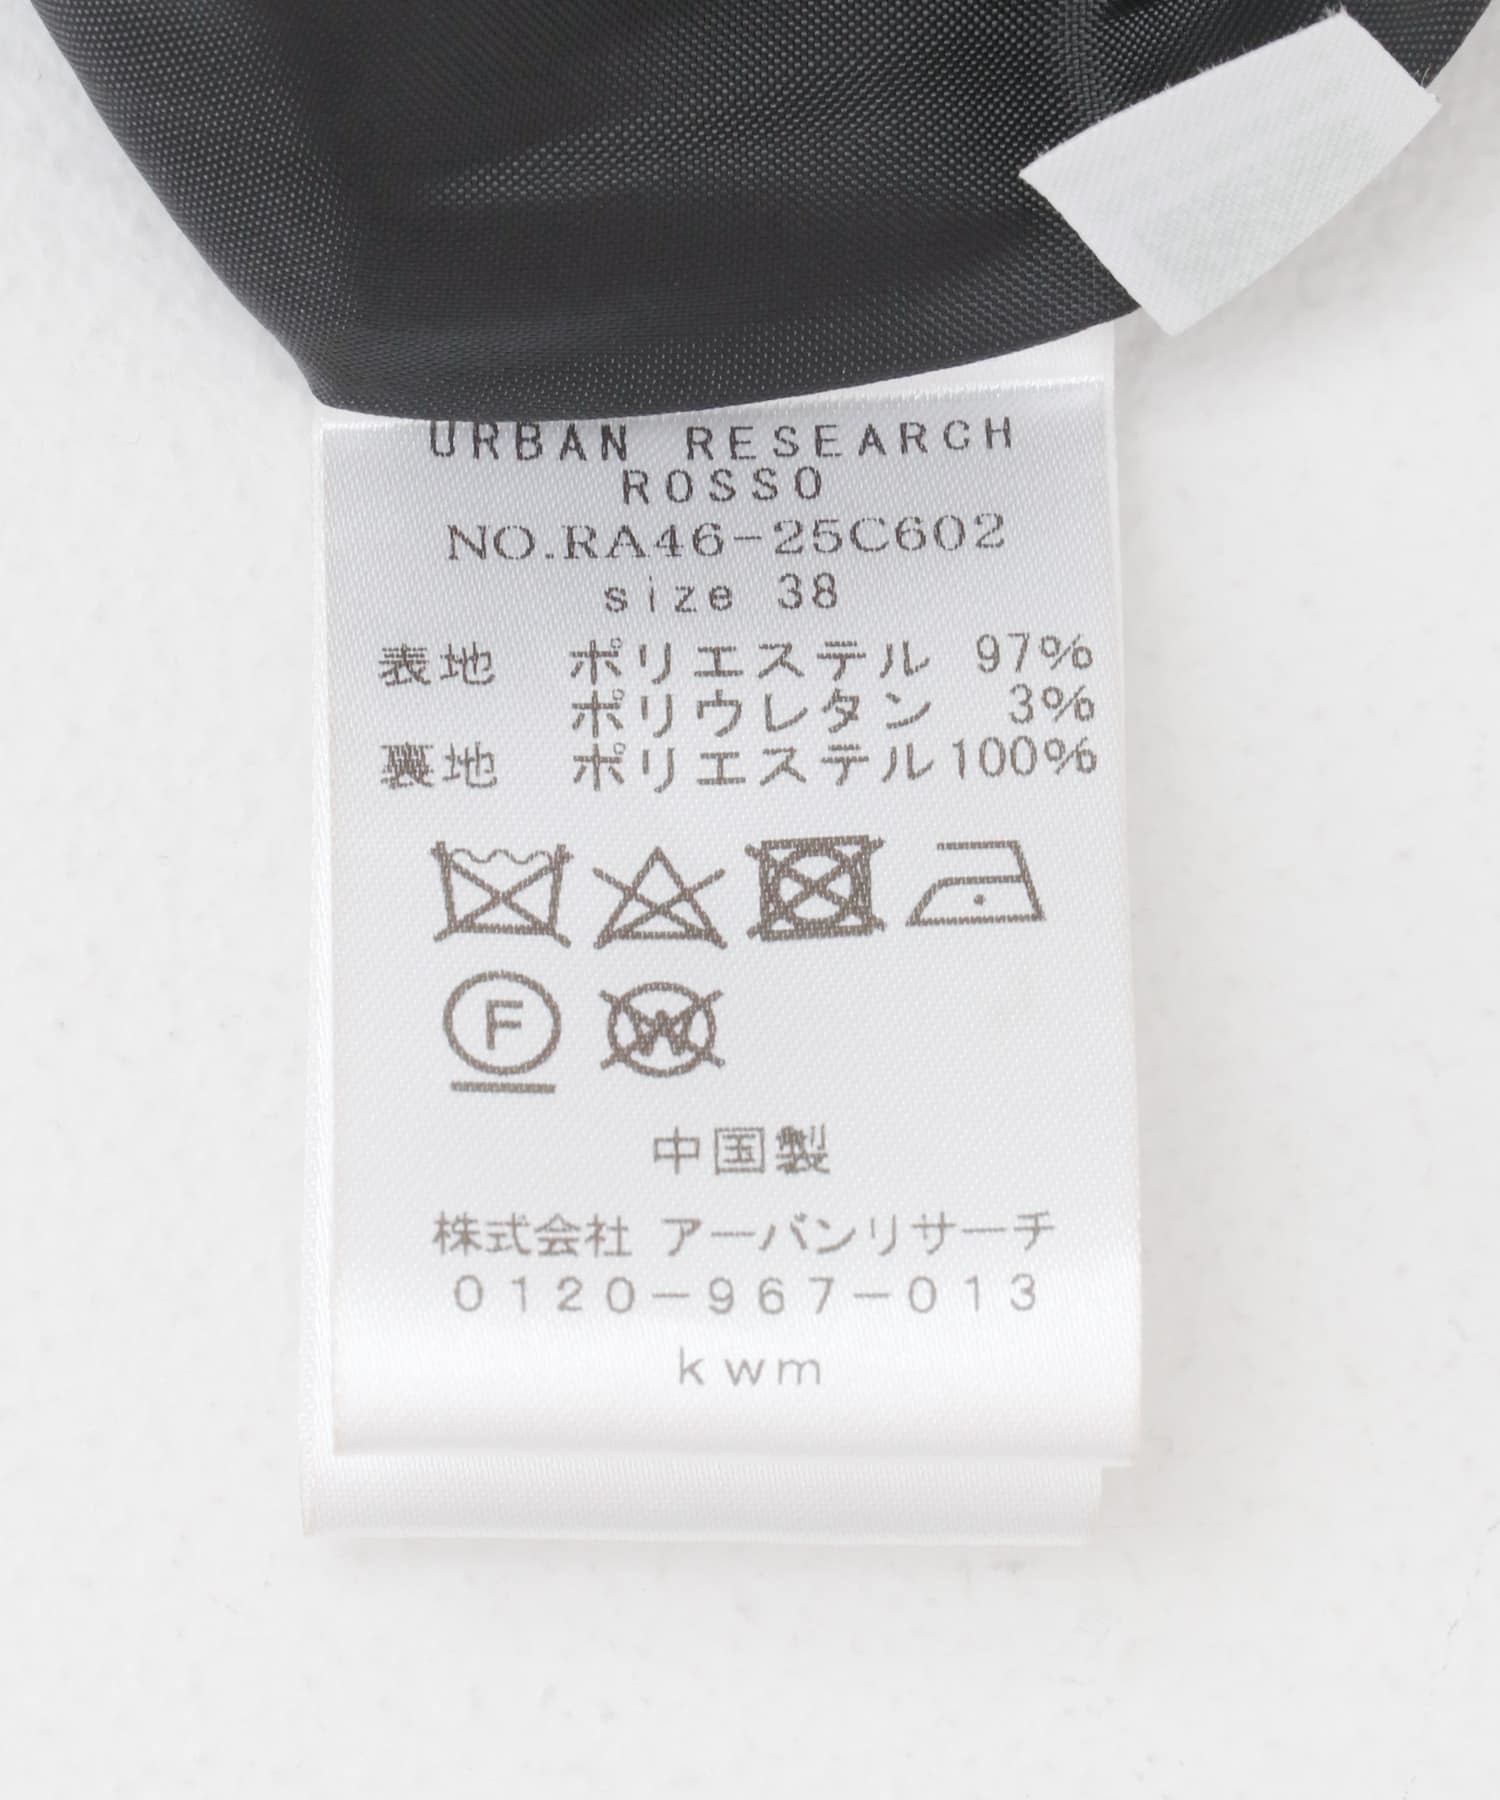 URBAN RESEARCH
ROSSO
NO.RA46-25C602
size 38
表地 ポリエステル 97%
ポリウレタン 3%
裏地 ポリエステル100%
F W
中国製
株式会社 アーバンリサーチ
0120-967-013
kwm